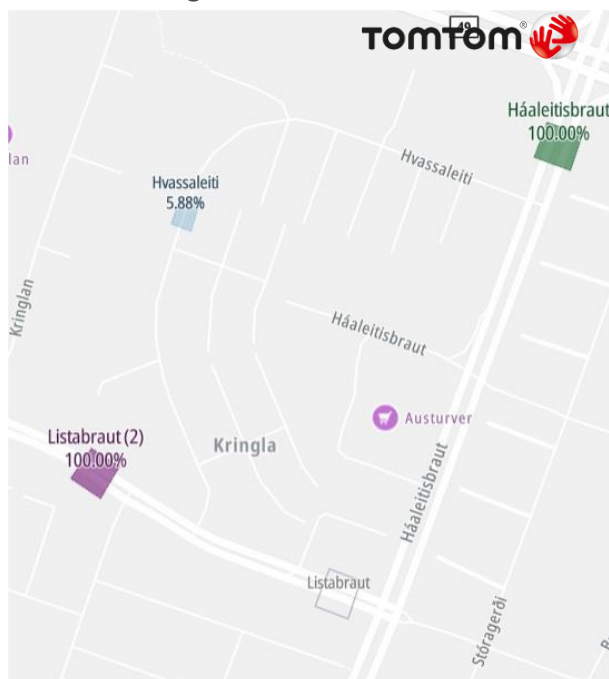 49
TOMTOM®
Háaleitisbraut
100.00%
Hvassaleiti
lan
Hvassaleiti
5.88%
Kringlan
Háaleitisbraut
Austurver
Listabraut (2)
100.00%
Kringla
Háaleitisbraut
Listabraut
Stóragerði